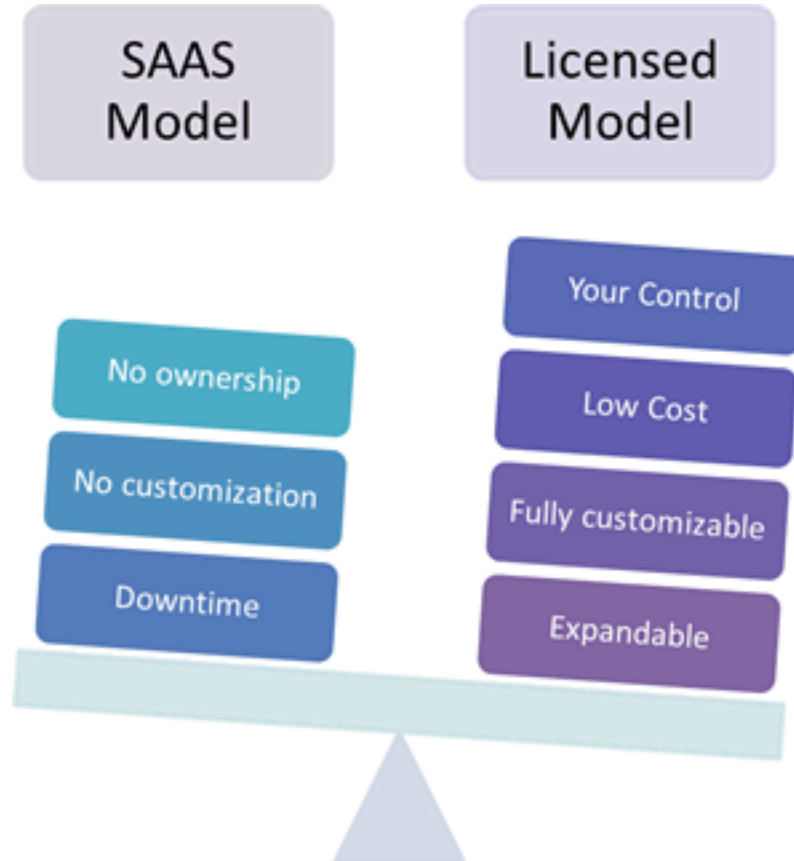 SAAS
Model
Licensed
Model
No ownership
No customization
Downtime
Your Control
Low Cost
Fully customizable
Expandable